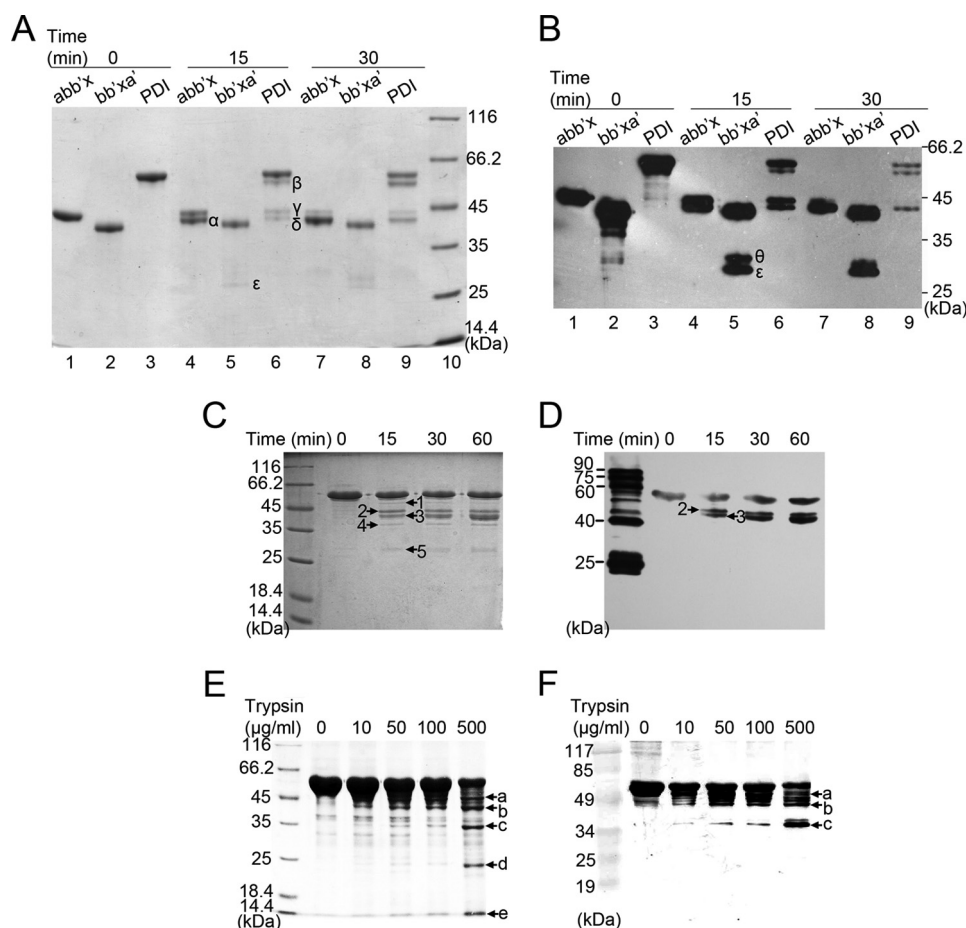 A
Time
(min) 0 15 30
abb'x bb'xa' PDI abb'x bb'xa' PDI abb'x bb'xa' PDI
116
66.2
45
35
25
14.4
(kDa)
α β γ δ ε
1 2 3 4 5 6 7 8 9 10
B
Time
(min) 0 15 30
abb'x bb'xa' PDI abb'x bb'xa' PDI abb'x bb'xa' PDI
66.2
45
35
25
(kDa)
θ
ε
1 2 3 4 5 6 7 8 9
C
Time (min) 0 15 30 60
116
66.2
45
35
25
18.4
14.4
(kDa)
1
2
3
4
5
D
Time (min) 0 15 30 60
90
75
60
40
25
(kDa)
2 3
E
Trypsin
(μg/ml) 0 10 50 100 500
116
66.2
45
35
25
18.4
14.4
(kDa)
a
b
c
d
e
F
Trypsin
(μg/ml) 0 10 50 100 500
117
85
49
34
25
19
(kDa)
a
b
c